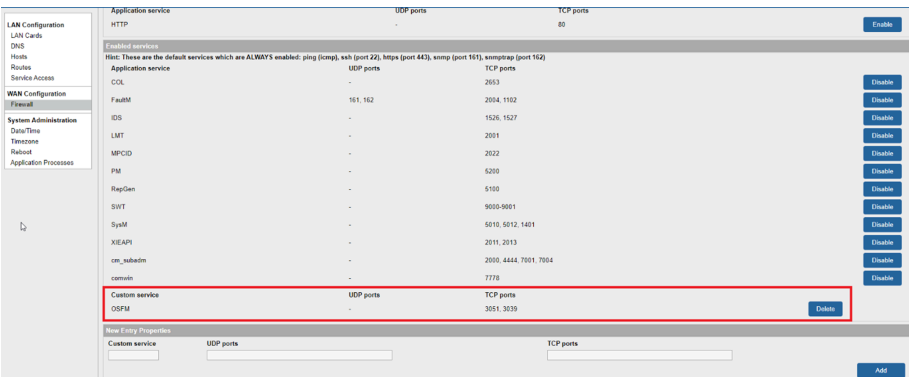 LAN Configuration
LAN Cards
DNS
Hosts
Routes
Service Access
WAN Configuration
Firewall
System Administration
Date/Time
Timezone
Reboot
Application Processes
Application service UDP ports TCP ports
HTTP - 80 Enable
Enabled services
Hint: These are the default services which are ALWAYS enabled: ping (icmp), ssh (port 22), https (port 443), snmp (port 161), snmptrap (port 162)
Application service UDP ports TCP ports
COL - 2653 Disable
FaultM 161, 162 2004, 1102 Disable
IDS - 1526, 1527 Disable
LMT - 2001 Disable
MPCID - 2022 Disable
PM - 5200 Disable
RepGen - 5100 Disable
SWT - 9000-9001 Disable
SysM - 5010, 5012, 1401 Disable
XIEAPI - 2011, 2013 Disable
cm_subadm - 2000, 4444, 7001, 7004 Disable
comwin - 7778 Disable
Custom service UDP ports TCP ports
OSFM - 3051, 3039 Delete
New Entry Properties
Custom service UDP ports TCP ports
Add